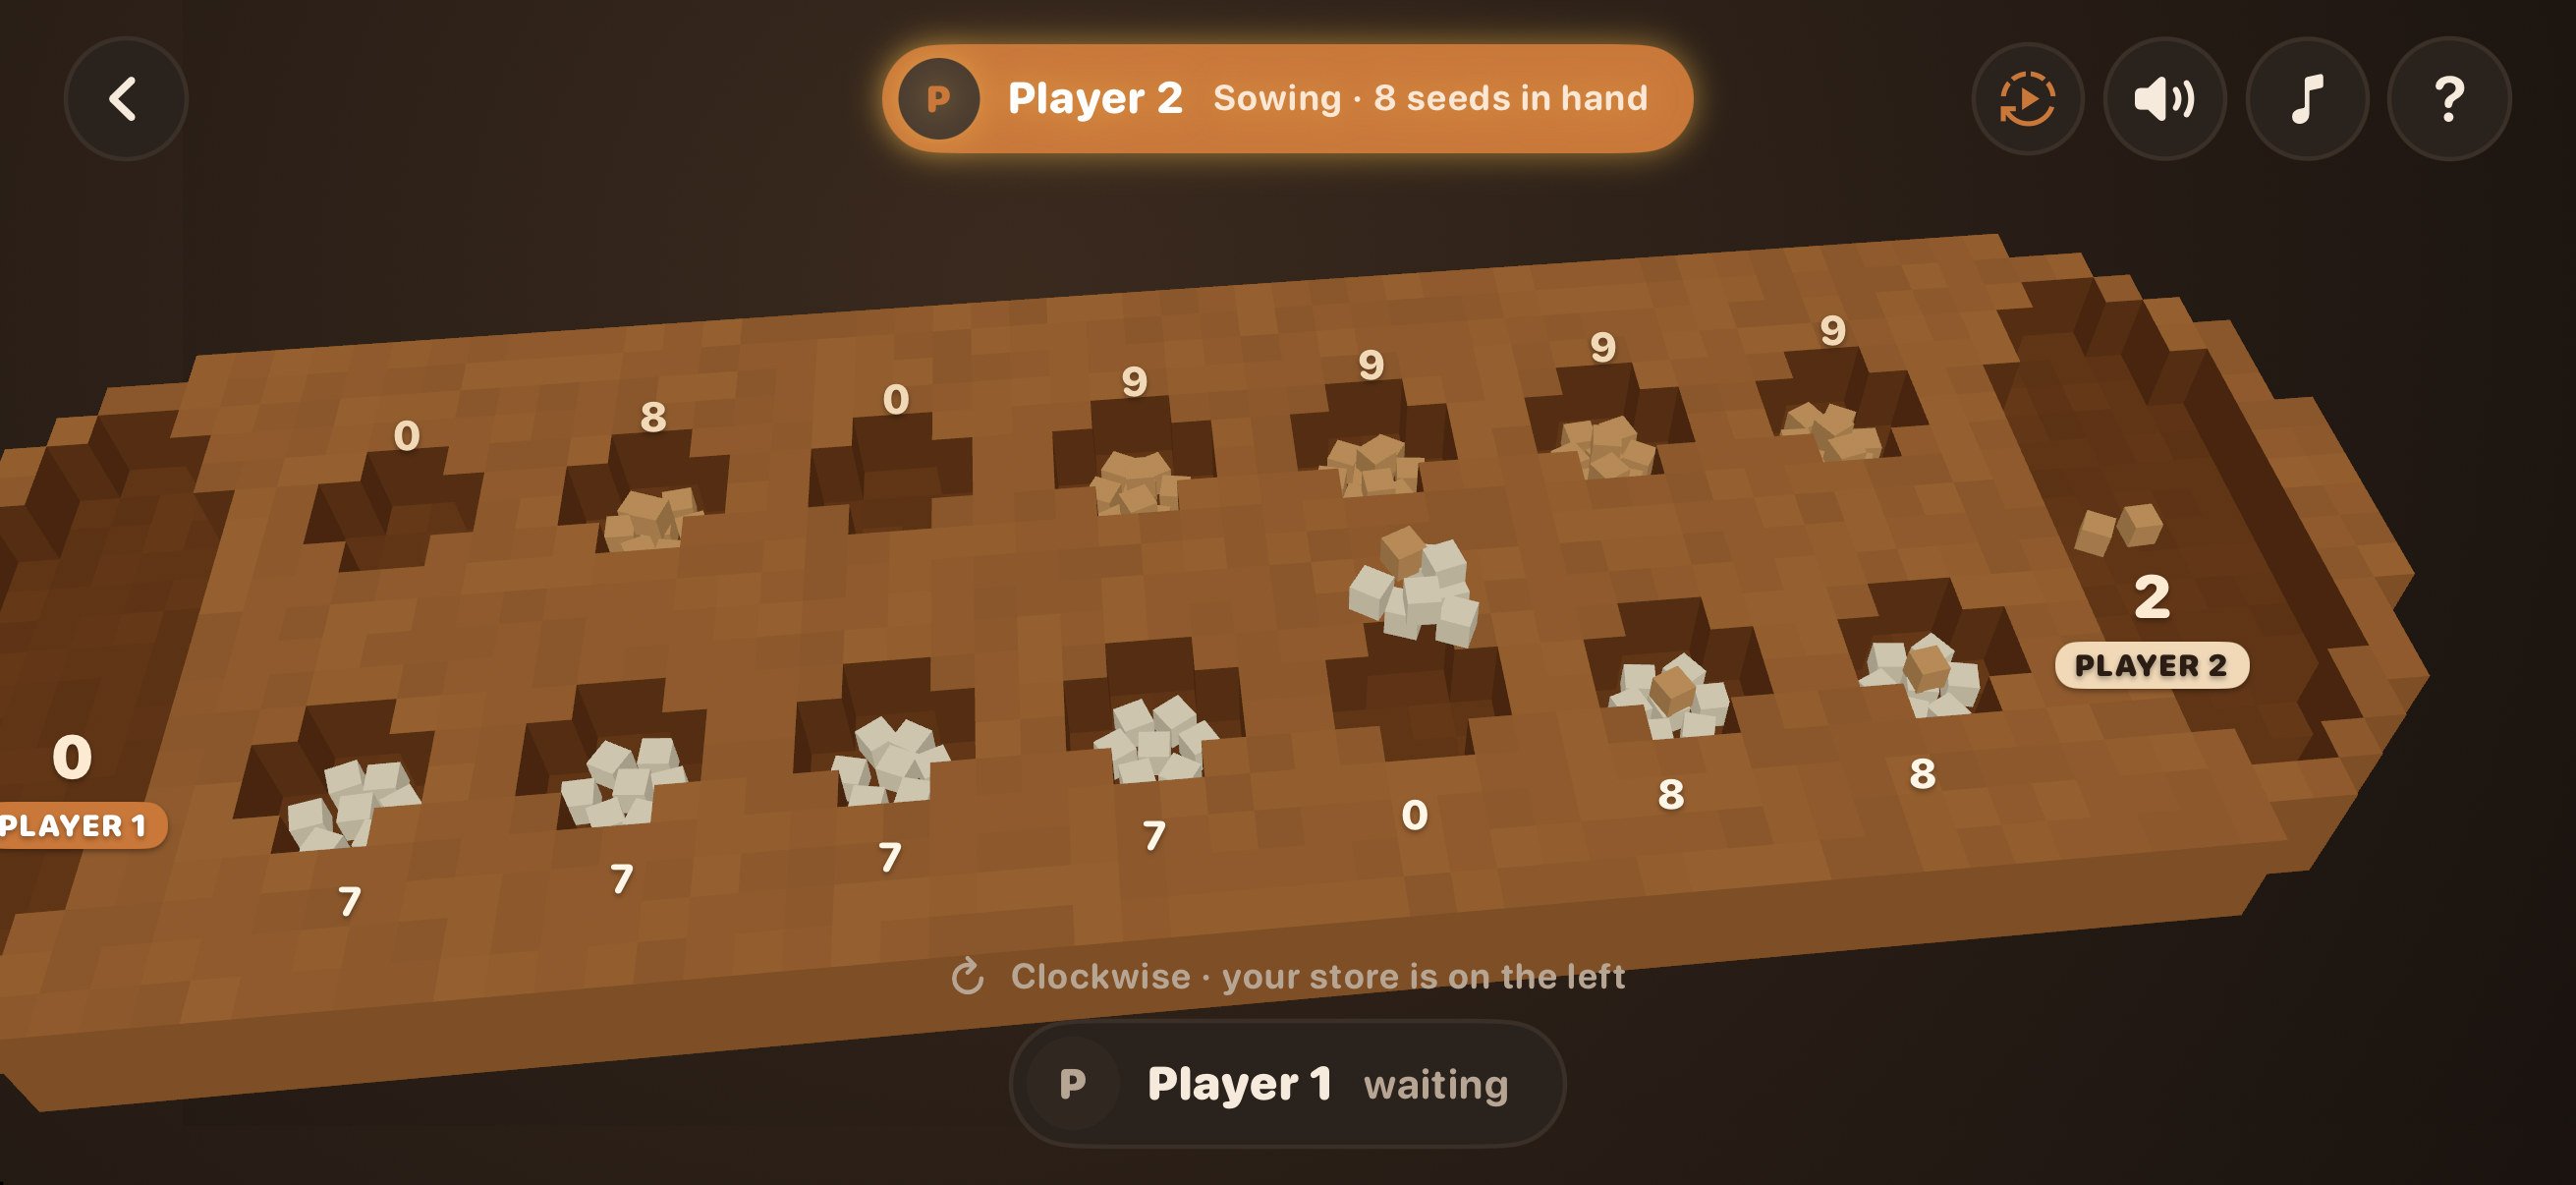 P Player 2 Sowing · 8 seeds in hand ?
0 8 0 9 9 9 9
2
PLAYER 2
0
PLAYER 1
7 7 7 7 0 8 8
Clockwise · your store is on the left
P Player 1 waiting